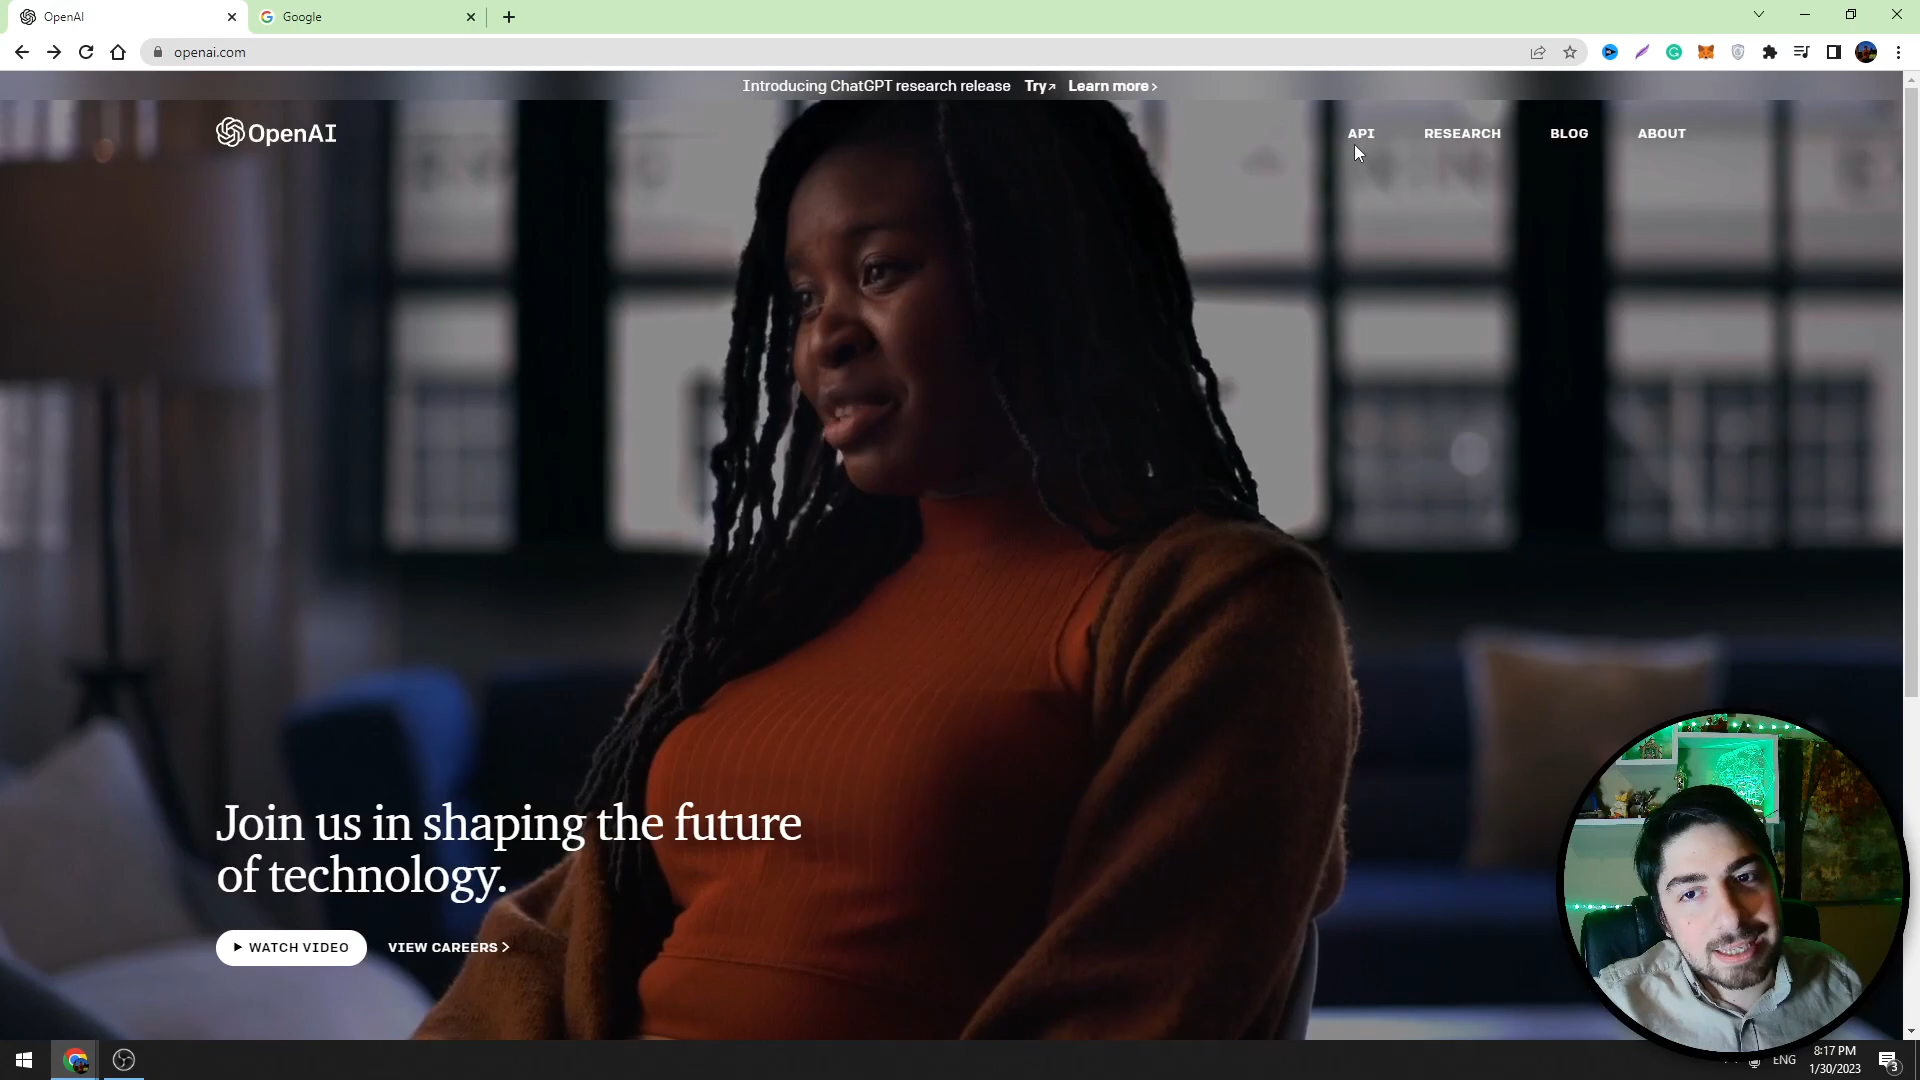 OpenAI
Google
openai.com
Introducing ChatGPT research release Try↗ Learn more >
OpenAI
API RESEARCH BLOG ABOUT
Join us in shaping the future
of technology.
WATCH VIDEO VIEW CAREERS >
ENG
8:17 PM
1/30/2023
3